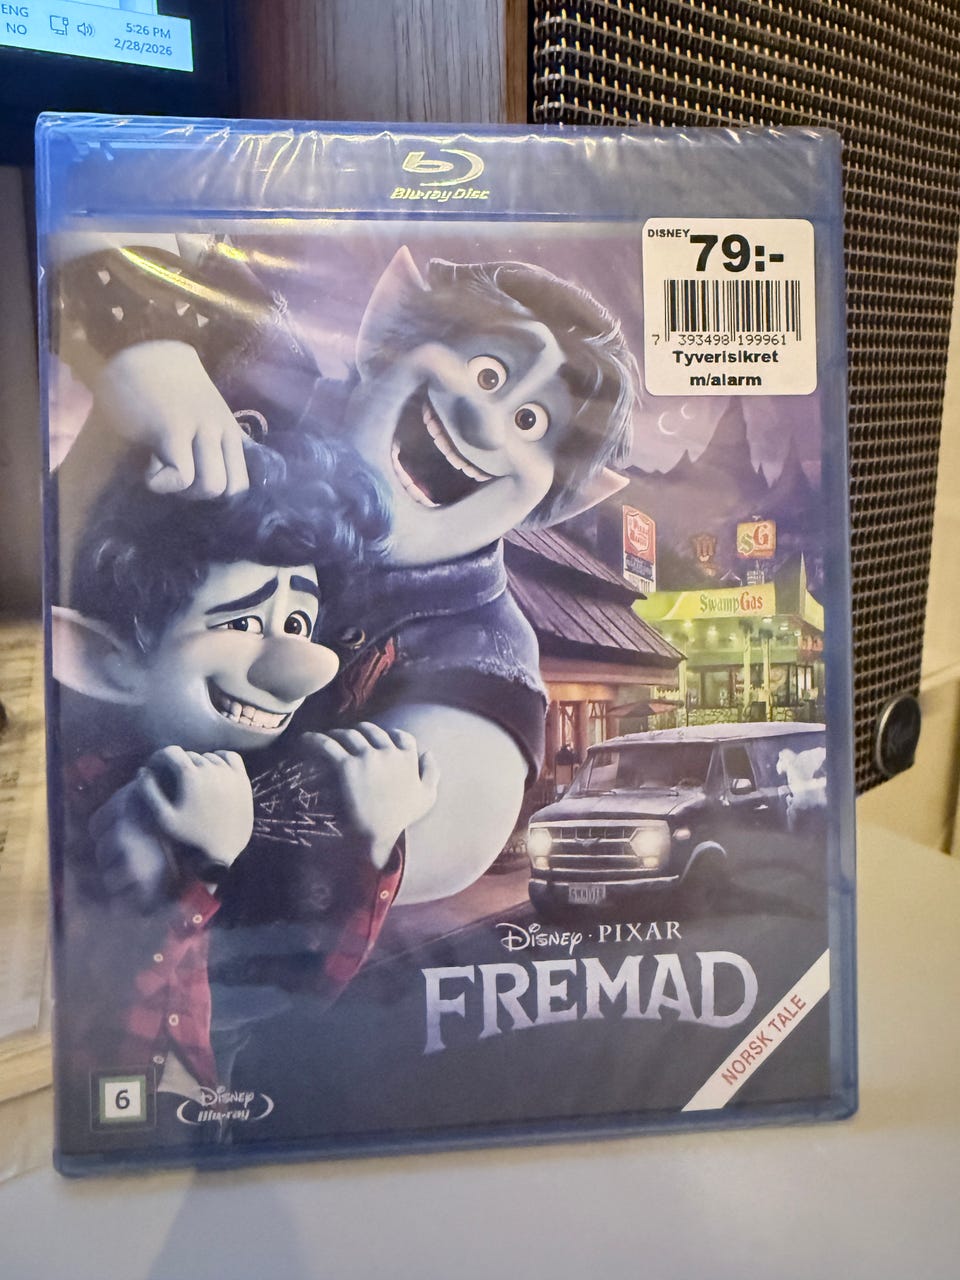 ENG
NO
5:26 PM
2/28/2026
Blu-ray Disc
DISNEY
79:-
7 393498 199961
Tyverisikret
m/alarm
SG
SwampGas
DISNEY · PIXAR
FREMAD
NORSK TALE
6
DISNEY
Blu-ray